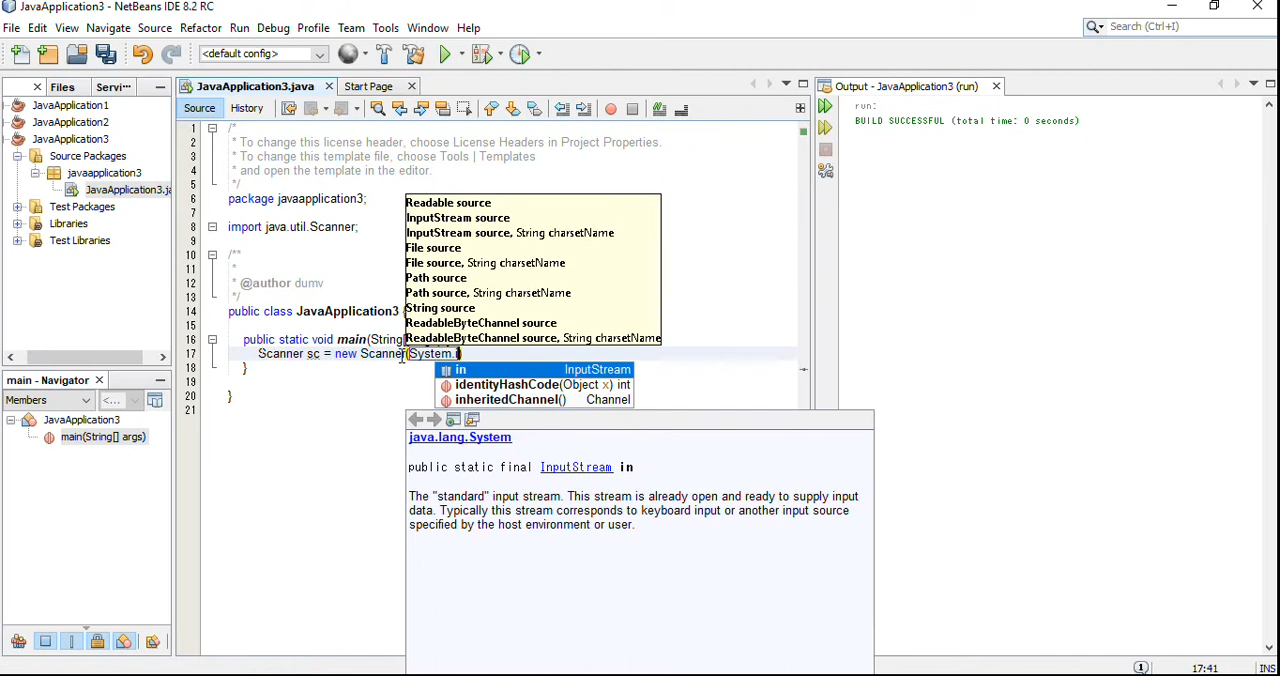 JavaApplication3 - NetBeans IDE 8.2 RC
File Edit View Navigate Source Refactor Run Debug Profile Team Tools Window Help
Search (Ctrl+I)
<default config>
Files Servi...
JavaApplication3.java Start Page
Output - JavaApplication3 (run)
Source History
JavaApplication1
JavaApplication2
JavaApplication3
Source Packages
javaapplication3
JavaApplication3.ja
Test Packages
Libraries
Test Libraries
main - Navigator
Members <...
JavaApplication3
main(String[] args)
1 /*
2 * To change this license header, choose License Headers in Project Properties.
3 * To change this template file, choose Tools | Templates
4 * and open the template in the editor.
5 */
6 package javaapplication3;
7
8 import java.util.Scanner;
9
10 /**
11 *
12 * @author dumv
13 */
14 public class JavaApplication3 {
15
16 public static void main(String[
17 Scanner sc = new Scanner(System.i)
18 }
19
20 }
21
Readable source
InputStream source
InputStream source, String charsetName
File source
File source, String charsetName
Path source
Path source, String charsetName
String source
ReadableByteChannel source
ReadableByteChannel source, String charsetName
in InputStream
identityHashCode(Object x) int
inheritedChannel() Channel
java.lang.System
public static final InputStream in
The "standard" input stream. This stream is already open and ready to supply input
data. Typically this stream corresponds to keyboard input or another input source
specified by the host environment or user.
run:
BUILD SUCCESSFUL (total time: 0 seconds)
1 17:41 INS